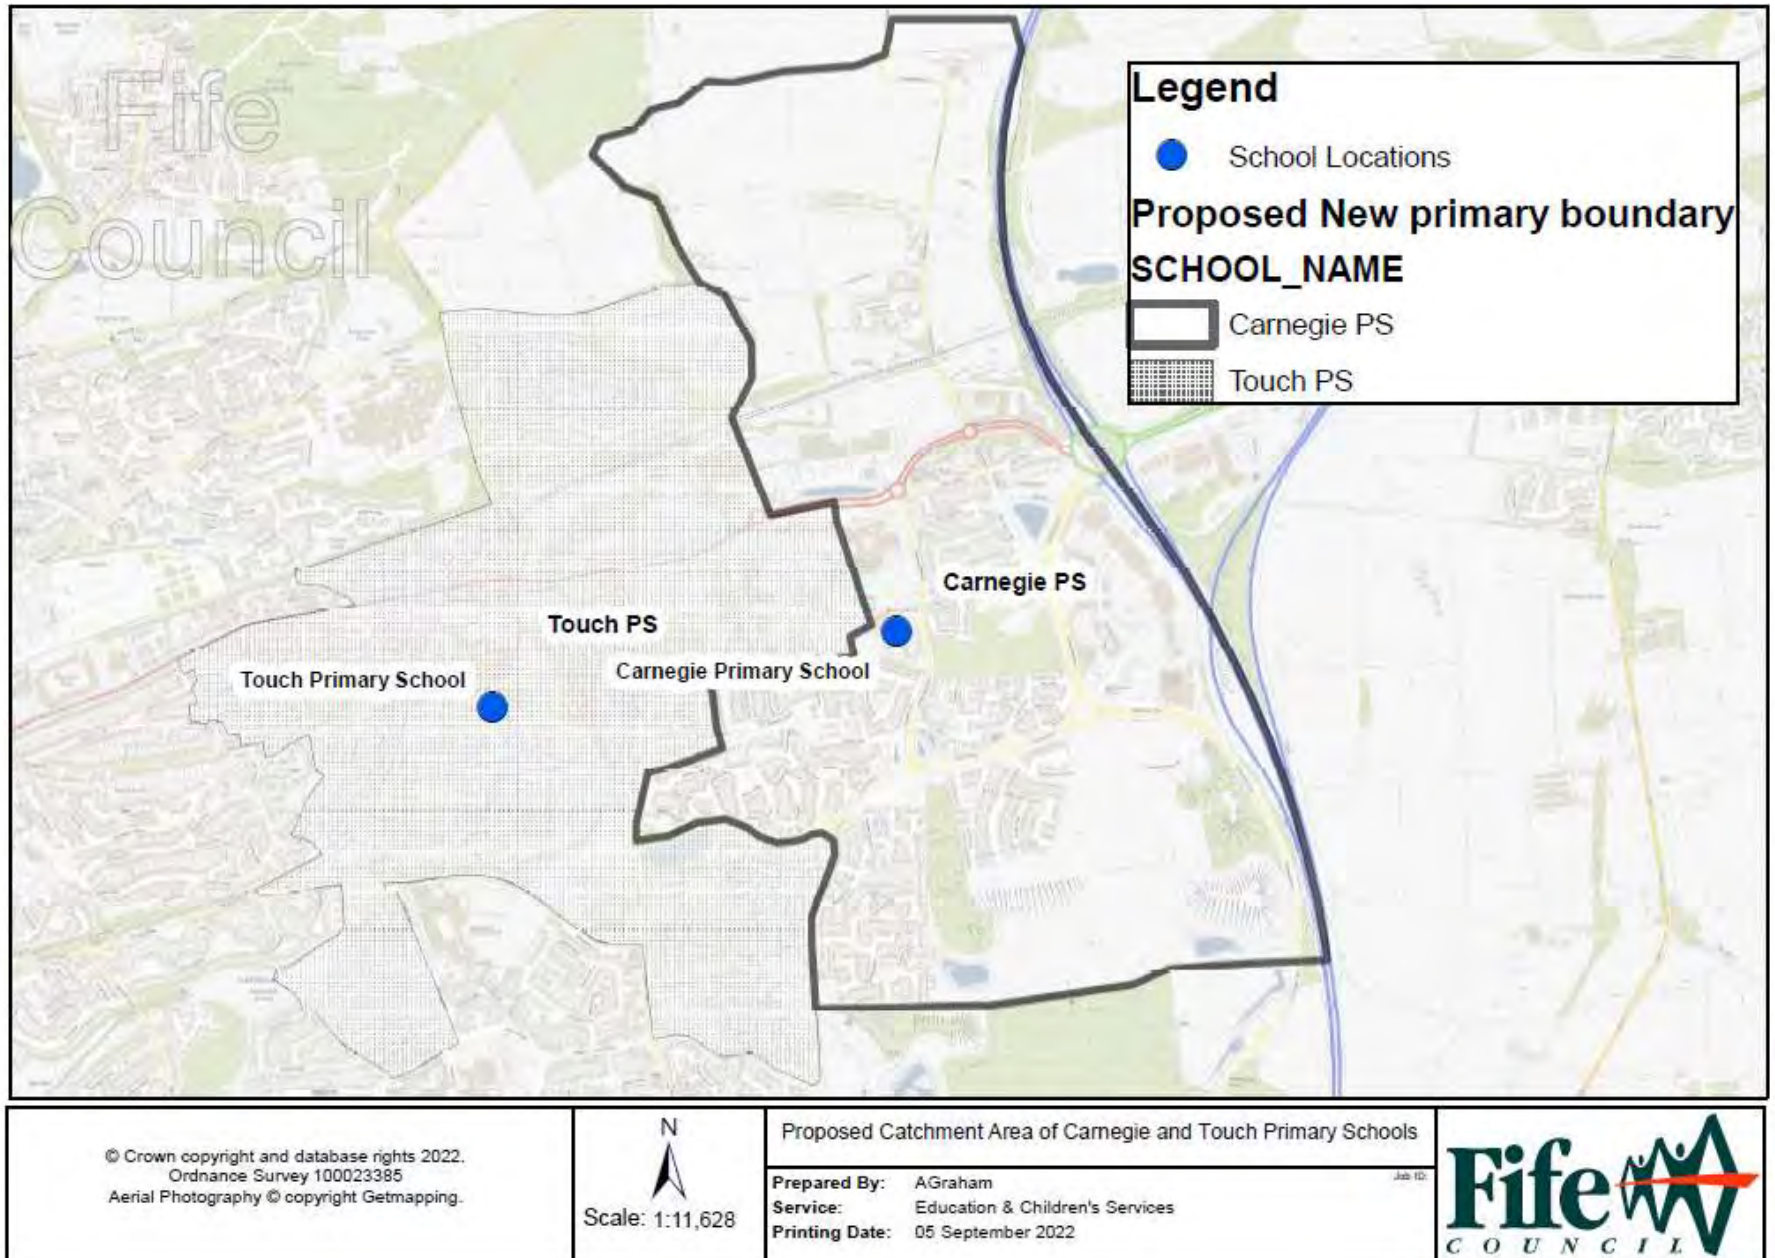 Fife
Council
Legend
School Locations
Proposed New primary boundary
SCHOOL_NAME
Carnegie PS
Touch PS
Carnegie PS
Touch PS
Carnegie Primary School
Touch Primary School
© Crown copyright and database rights 2022.
Ordnance Survey 100023385
Aerial Photography © copyright Getmapping.
N
Scale: 1:11,628
Proposed Catchment Area of Carnegie and Touch Primary Schools
Job ID:
Prepared By: AGraham
Service: Education & Children's Services
Printing Date: 05 September 2022
Fife
COUNCIL